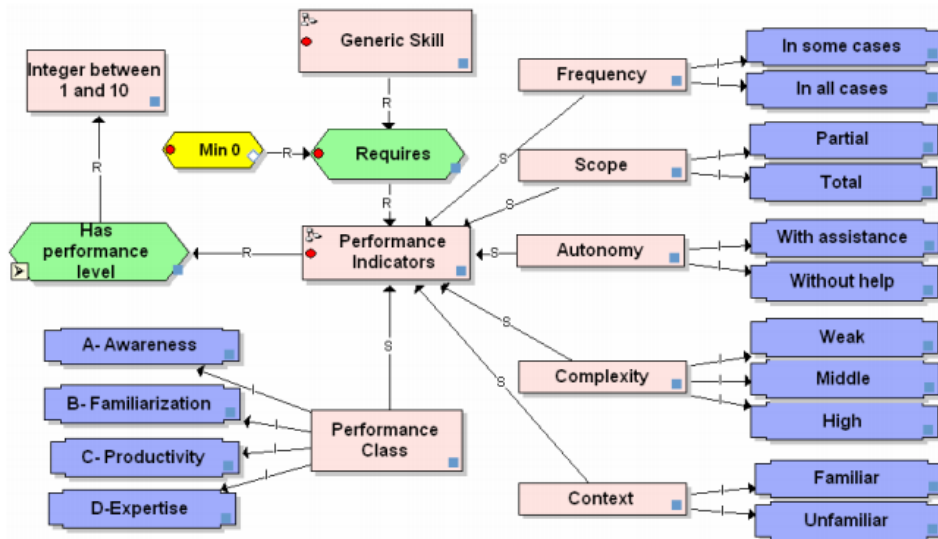 Generic Skill
In some cases
Integer between
1 and 10
Frequency
In all cases
R
I
I
Min 0
R
Requires
Partial
S
Scope
I
R
Total
I
R
S
Has
performance
level
R
Performance
Indicators
S
Autonomy
With assistance
I
Without help
I
A- Awareness
S
S
Weak
I
B- Familiarization
I
S
Complexity
I
Middle
I
I
High
C- Productivity
I
Performance
Class
D-Expertise
I
Context
Familiar
I
Unfamiliar
I